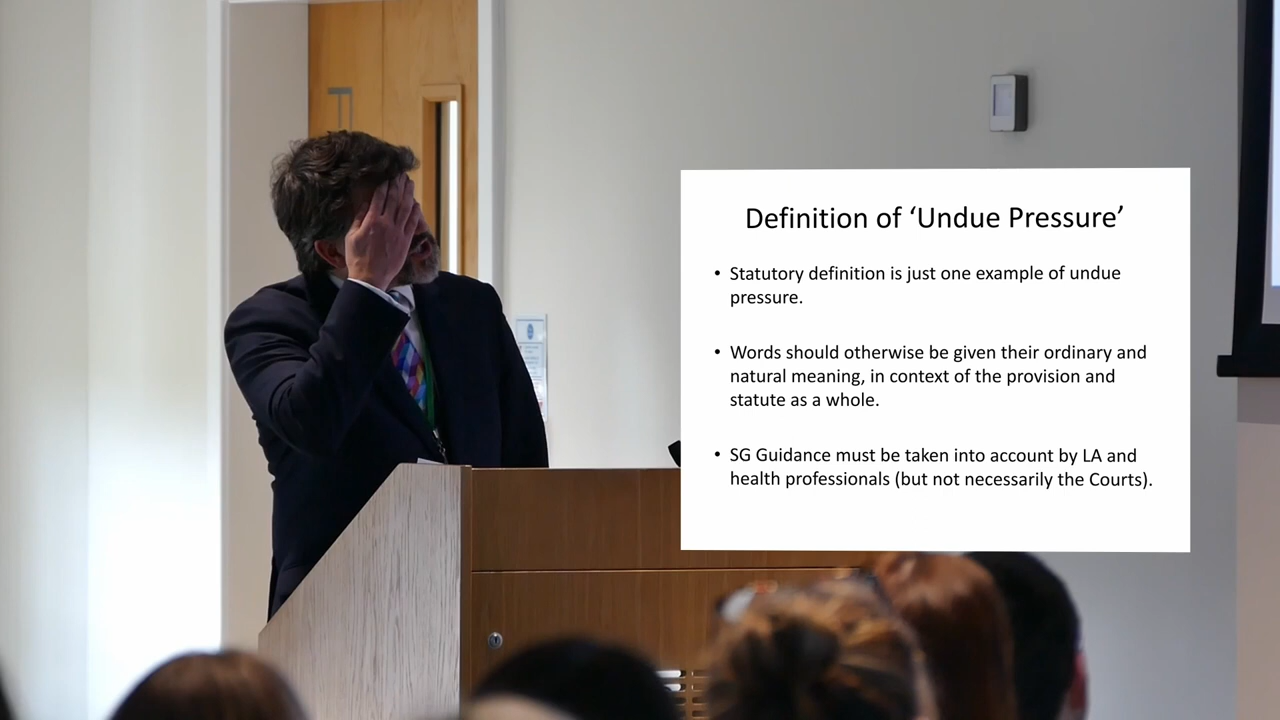 Definition of ‘Undue Pressure’
• Statutory definition is just one example of undue
pressure.
• Words should otherwise be given their ordinary and
natural meaning, in context of the provision and
statute as a whole.
• SG Guidance must be taken into account by LA and
health professionals (but not necessarily the Courts).